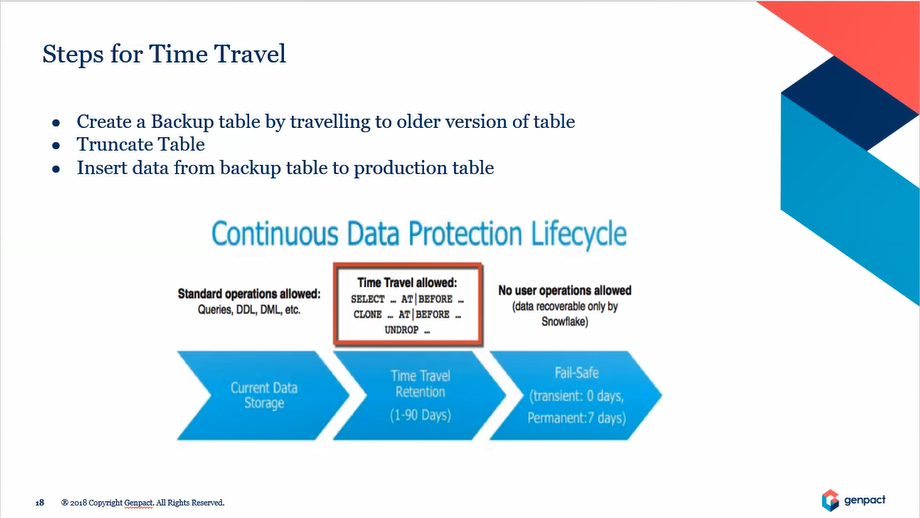 Steps for Time Travel
● Create a Backup table by travelling to older version of table
● Truncate Table
● Insert data from backup table to production table
Continuous Data Protection Lifecycle
Standard operations allowed:
Queries, DDL, DML, etc.
Time Travel allowed:
SELECT … AT|BEFORE …
CLONE … AT|BEFORE …
UNDROP …
No user operations allowed
(data recoverable only by
Snowflake)
Current Data
Storage
Time Travel
Retention
(1-90 Days)
Fail-Safe
(transient: 0 days,
Permanent:7 days)
18 ® 2018 Copyright Genpact. All Rights Reserved.
genpact